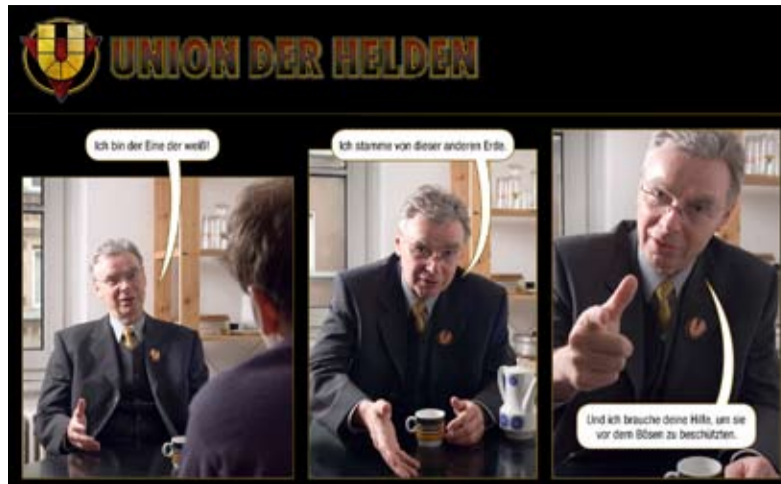 UNION DER HELDEN
Ich bin der Eine der weiß!
Ich stamme von dieser anderen Erde.
Und ich brauche deine Hilfe, um sie
vor dem Bösen zu beschützten.